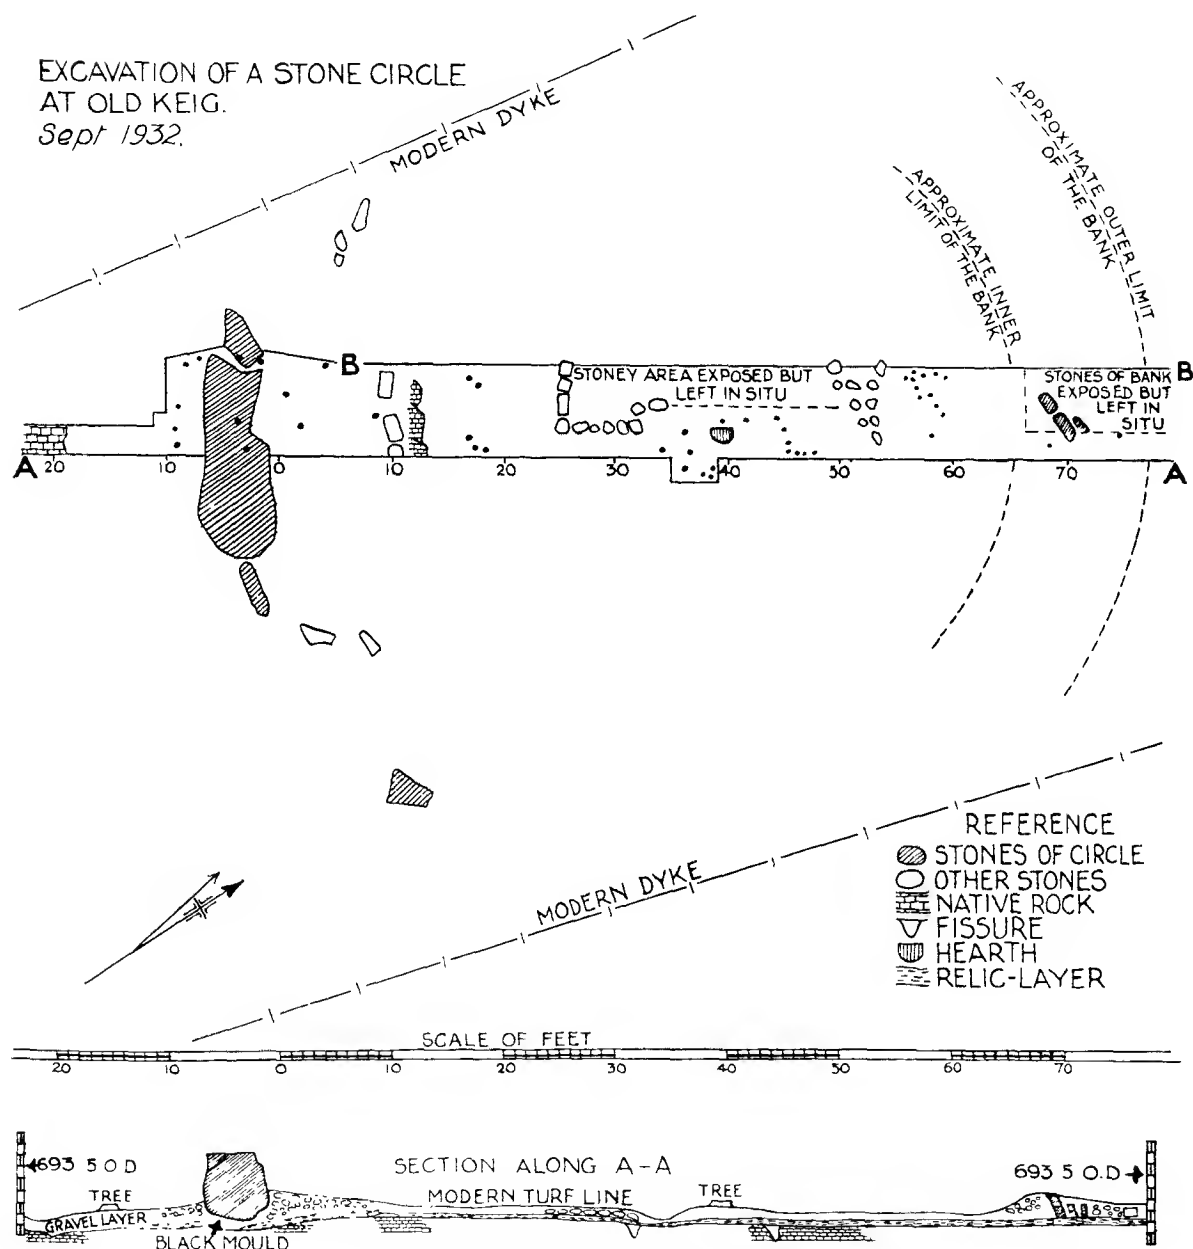 EXCAVATION OF A STONE CIRCLE
AT OLD KEIG.
Sept 1932.
MODERN DYKE
APPROXIMATE OUTER LIMIT
OF THE BANK
APPROXIMATE INNER
LIMIT OF THE BANK
B
B
STONEY AREA EXPOSED BUT
LEFT IN SITU
STONES OF BANK
EXPOSED BUT
LEFT IN
SITU
A 20 10 0 10 20 30 40 50 60 70 A
MODERN DYKE
REFERENCE
STONES OF CIRCLE
OTHER STONES
NATIVE ROCK
FISSURE
HEARTH
RELIC-LAYER
SCALE OF FEET
20 10 0 10 20 30 40 50 60 70
693 5 O D
SECTION ALONG A-A
693 5 O.D
TREE
MODERN TURF LINE
TREE
GRAVEL LAYER
BLACK MOULD